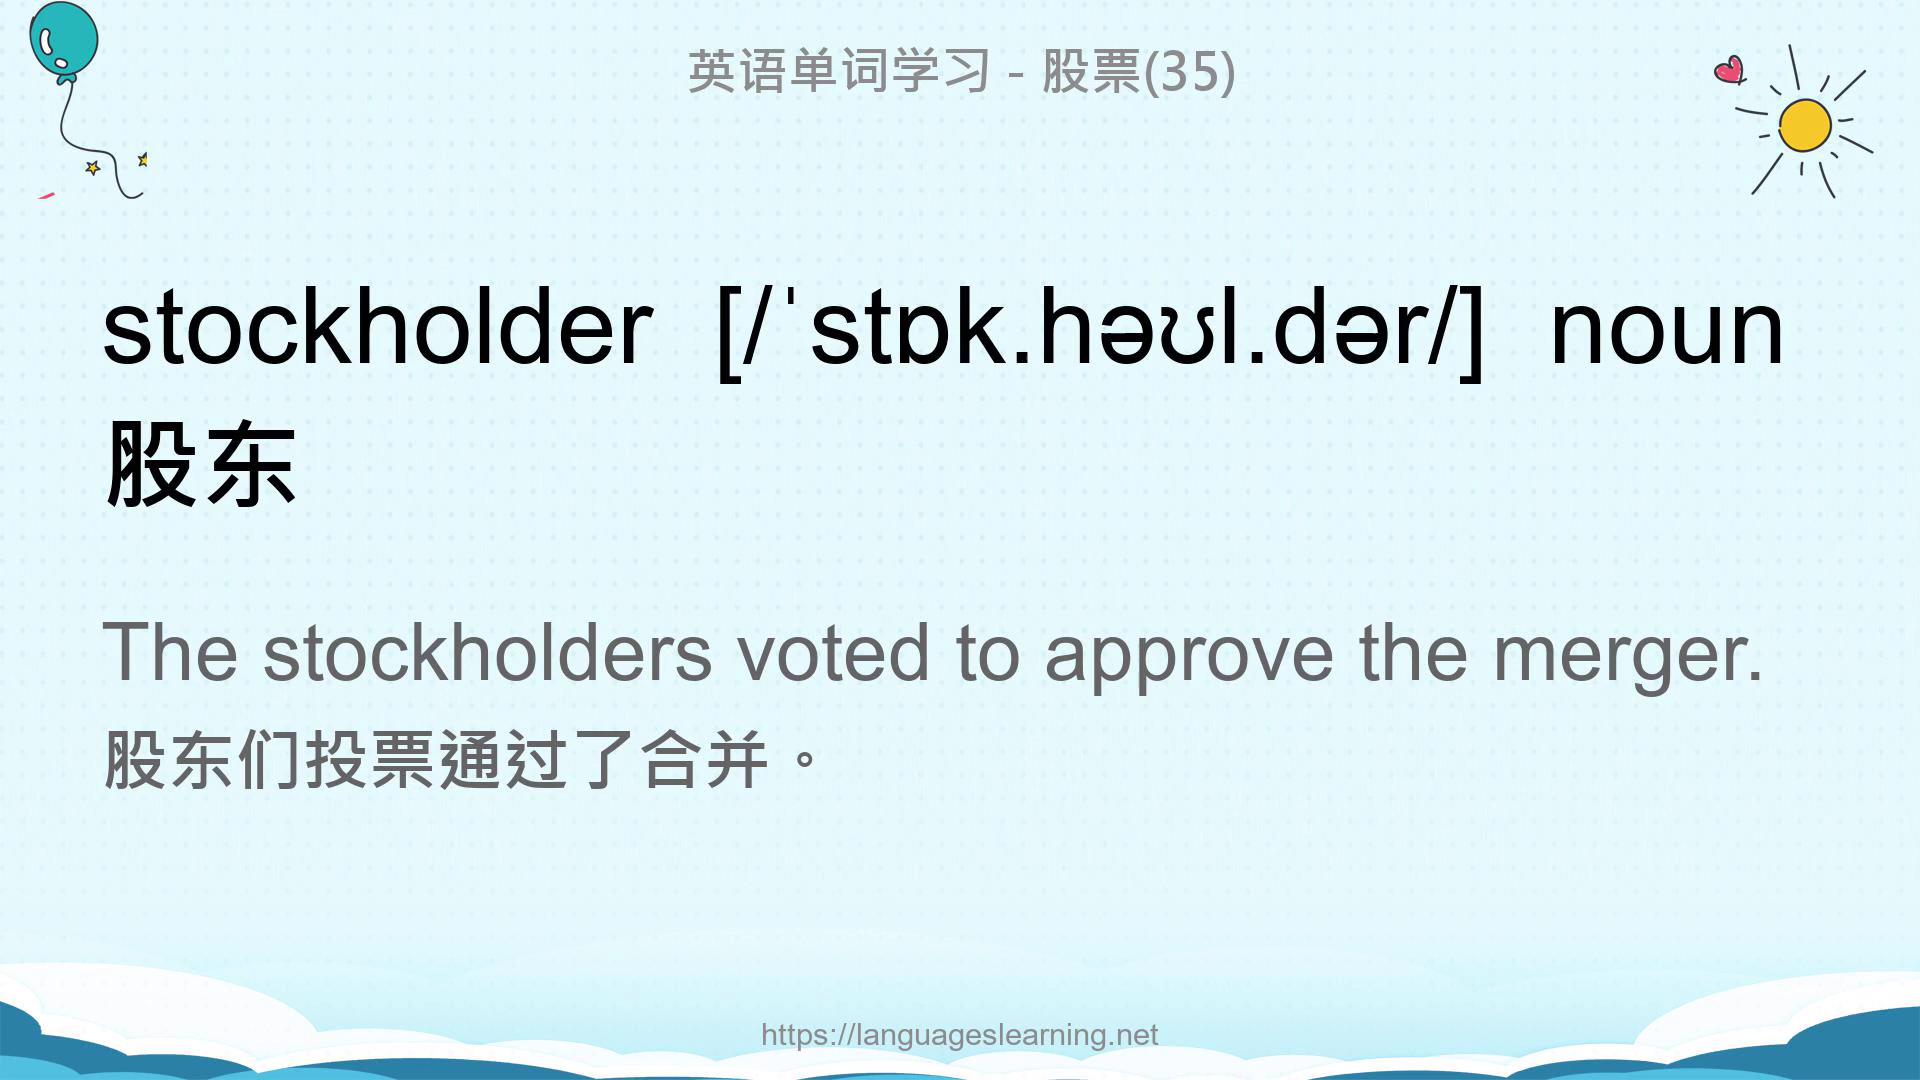 英语单词学习 - 股票(35)
stockholder [/ˈstɒk.həʊl.dər/] noun
股东
The stockholders voted to approve the merger.
股东们投票通过了合并。
https://languageslearning.net